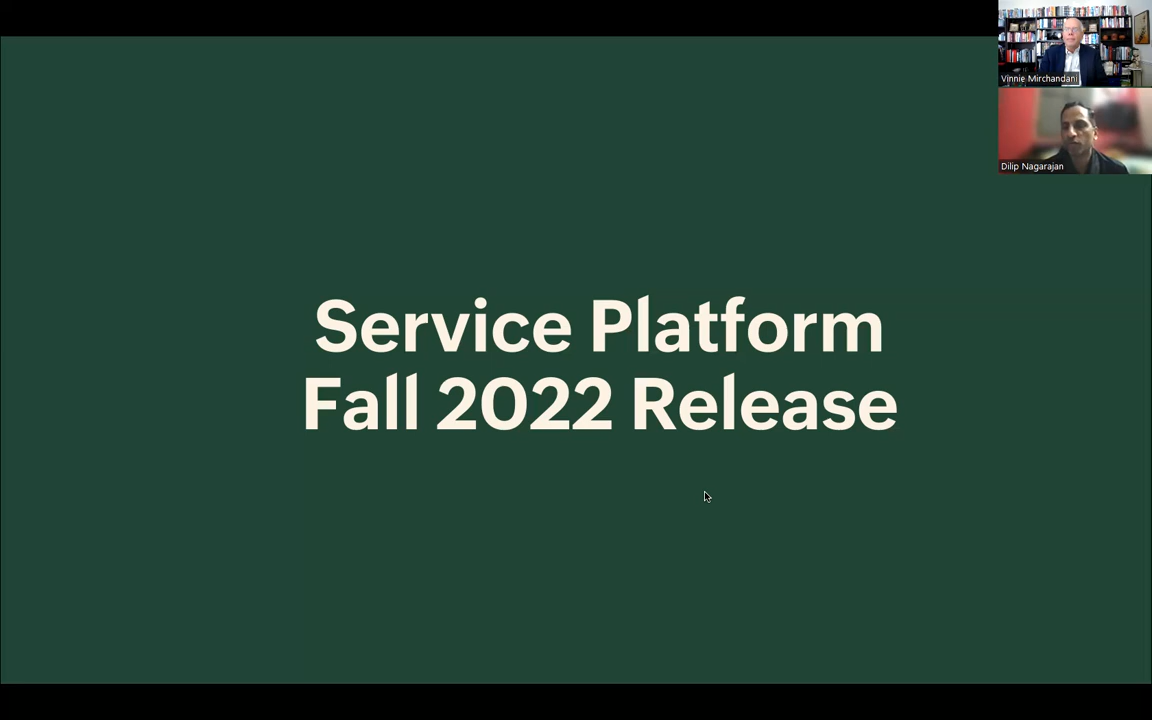 Vinnie Mirchandani
Dilip Nagarajan
Service Platform
Fall 2022 Release